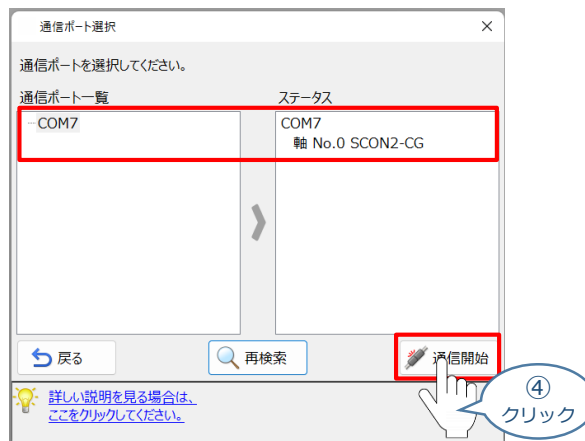 通信ポート選択
通信ポートを選択してください。
通信ポート一覧
ステータス
COM7
COM7
軸 No.0 SCON2-CG
戻る
再検索
通信開始
詳しい説明を見る場合は、
ここをクリックしてください。
④
クリック